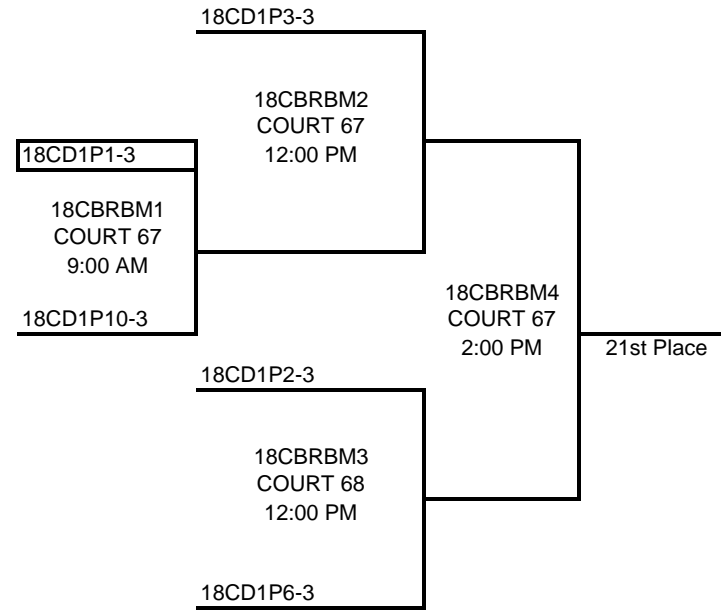 18CD1P3-3
18CBRBM2
COURT 67
12:00 PM
18CD1P1-3
18CBRBM1
COURT 67
9:00 AM
18CD1P10-3
18CBRBM4
COURT 67
2:00 PM
21st Place
18CD1P2-3
18CBRBM3
COURT 68
12:00 PM
18CD1P6-3